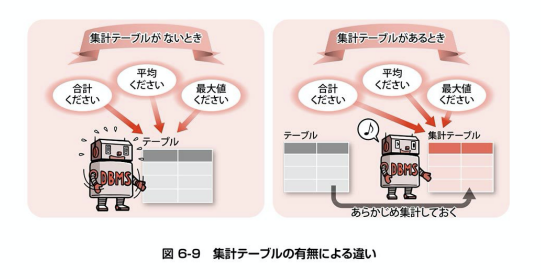 集計テーブルがないとき
合計
ください
平均
ください
最大値
ください
テーブル
DBMS
集計テーブルがあるとき
合計
ください
平均
ください
最大値
ください
テーブル
集計テーブル
DBMS
あらかじめ集計しておく
図 6-9 集計テーブルの有無による違い